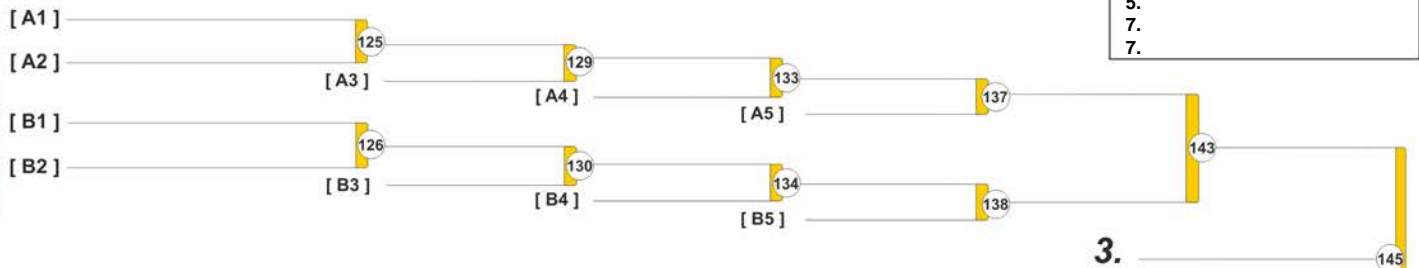 5.
7.
7.
[ A1 ]
125
[ A2 ]
[ A3 ]
129
[ A4 ]
133
[ A5 ]
137
[ B1 ]
126
[ B2 ]
[ B3 ]
130
[ B4 ]
134
[ B5 ]
138
143
3.
145